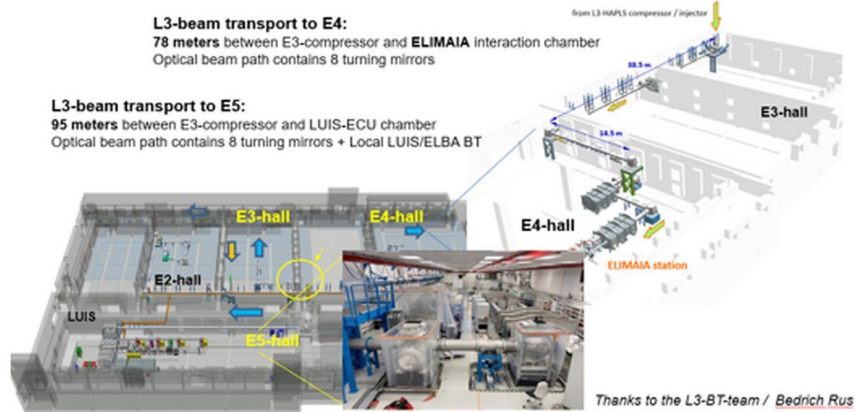 L3-beam transport to E4:
78 meters between E3-compressor and ELIMAIA interaction chamber
Optical beam path contains 8 turning mirrors
L3-beam transport to E5:
95 meters between E3-compressor and LUIS-ECU chamber
Optical beam path contains 8 turning mirrors + Local LUIS/ELBA BT
from L3-HAPLS compressor / injector
38.5 m
E3-hall
14.5 m
E4-hall
ELIMAIA station
E3-hall
E4-hall
E2-hall
LUIS
E5-hall
Thanks to the L3-BT-team / Bedrich Rus